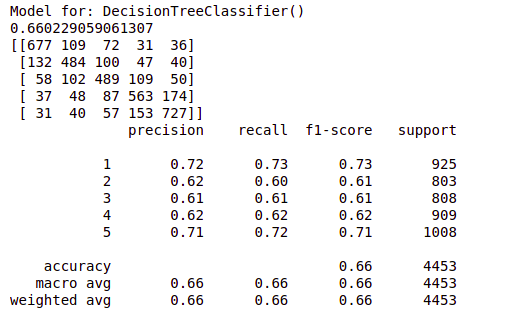 Model for: DecisionTreeClassifier()
0.660229059061307
[[677 109  72  31  36]
 [132 484 100  47  40]
 [ 58 102 489 109  50]
 [ 37  48  87 563 174]
 [ 31  40  57 153 727]]
              precision    recall  f1-score   support

           1       0.72      0.73      0.73       925
           2       0.62      0.60      0.61       803
           3       0.61      0.61      0.61       808
           4       0.62      0.62      0.62       909
           5       0.71      0.72      0.71      1008

    accuracy                           0.66      4453
   macro avg       0.66      0.66      0.66      4453
weighted avg       0.66      0.66      0.66      4453